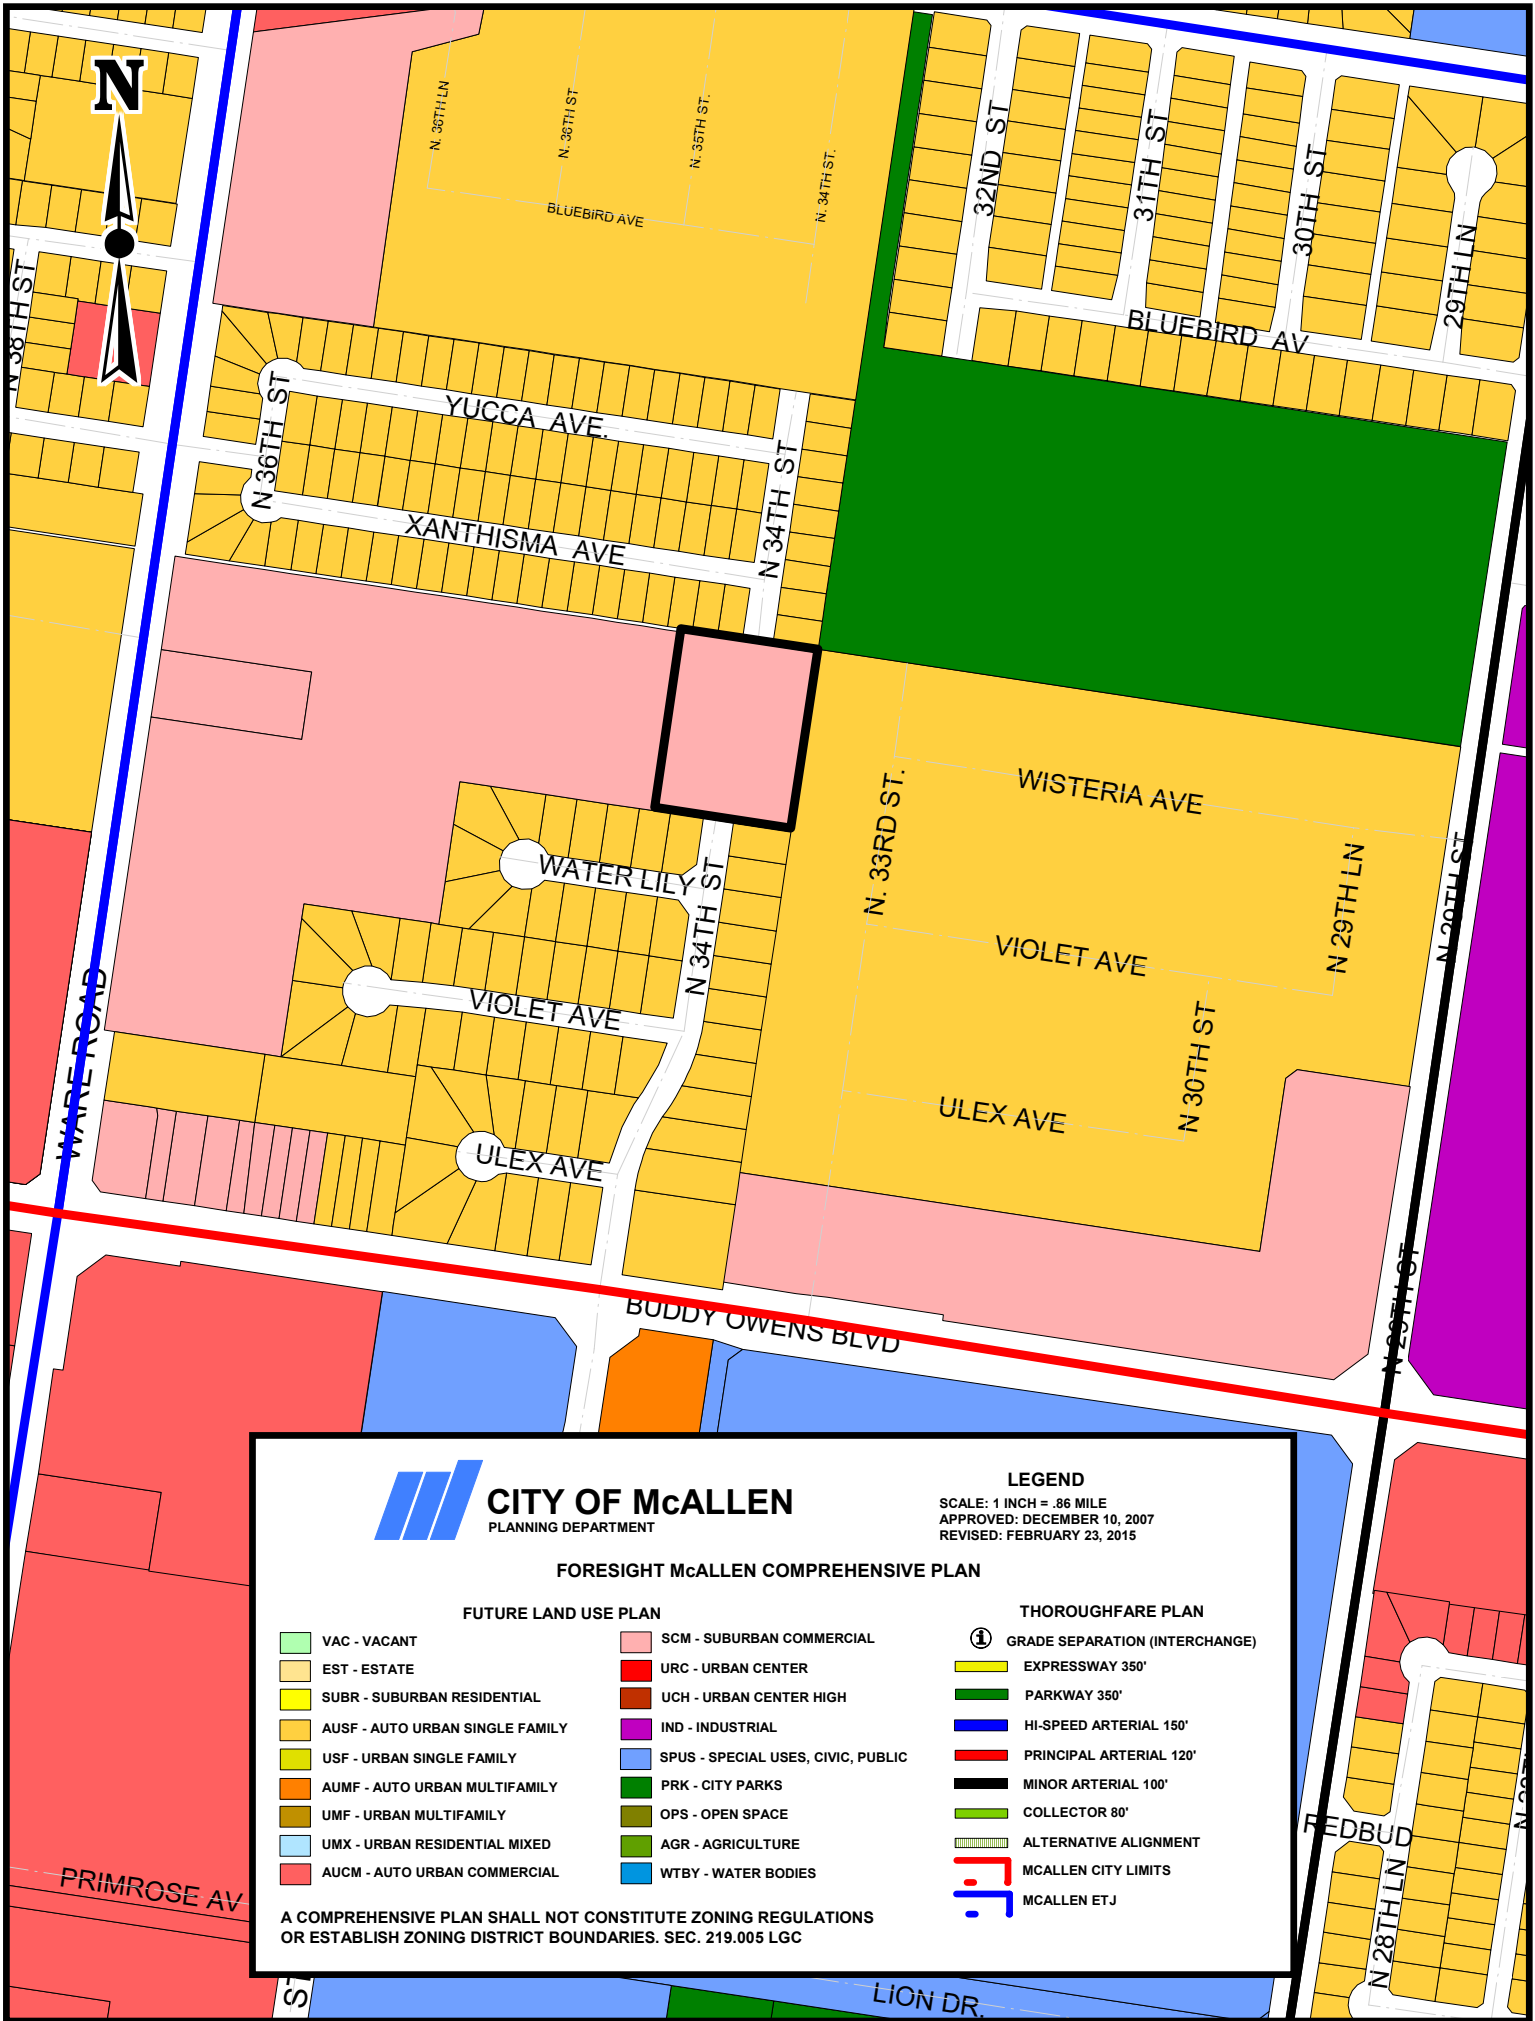 N
N. 36TH LN
N. 36TH ST
N. 35TH ST.
N. 34TH ST.
BLUEBIRD AVE
32ND ST
31TH ST
30TH ST
29TH LN
BLUEBIRD AV
N 38TH ST
N 36TH ST
YUCCA AVE.
XANTHISMA AVE
N 34TH ST
WISTERIA AVE
N. 33RD ST.
N 29TH LN
N 29TH ST
WATER LILY
N 34TH ST
VIOLET AVE
VIOLET AVE
WARE ROAD
N 30TH ST
ULEX AVE
ULEX AVE
N 29TH ST
BUDDY OWENS BLVD
CITY OF McALLEN
PLANNING DEPARTMENT
LEGEND
SCALE: 1 INCH = .86 MILE
APPROVED: DECEMBER 10, 2007
REVISED: FEBRUARY 23, 2015
FORESIGHT McALLEN COMPREHENSIVE PLAN
FUTURE LAND USE PLAN
VAC - VACANT
EST - ESTATE
SUBR - SUBURBAN RESIDENTIAL
AUSF - AUTO URBAN SINGLE FAMILY
USF - URBAN SINGLE FAMILY
AUMF - AUTO URBAN MULTIFAMILY
UMF - URBAN MULTIFAMILY
UMX - URBAN RESIDENTIAL MIXED
AUCM - AUTO URBAN COMMERCIAL
SCM - SUBURBAN COMMERCIAL
URC - URBAN CENTER
UCH - URBAN CENTER HIGH
IND - INDUSTRIAL
SPUS - SPECIAL USES, CIVIC, PUBLIC
PRK - CITY PARKS
OPS - OPEN SPACE
AGR - AGRICULTURE
WTBY - WATER BODIES
THOROUGHFARE PLAN
GRADE SEPARATION (INTERCHANGE)
EXPRESSWAY 350'
PARKWAY 350'
HI-SPEED ARTERIAL 150'
PRINCIPAL ARTERIAL 120'
MINOR ARTERIAL 100'
COLLECTOR 80'
ALTERNATIVE ALIGNMENT
MCALLEN CITY LIMITS
MCALLEN ETJ
A COMPREHENSIVE PLAN SHALL NOT CONSTITUTE ZONING REGULATIONS
OR ESTABLISH ZONING DISTRICT BOUNDARIES. SEC. 219.005 LGC
REDBUD
PRIMROSE AV
N 28TH LN
ST
LION DR.